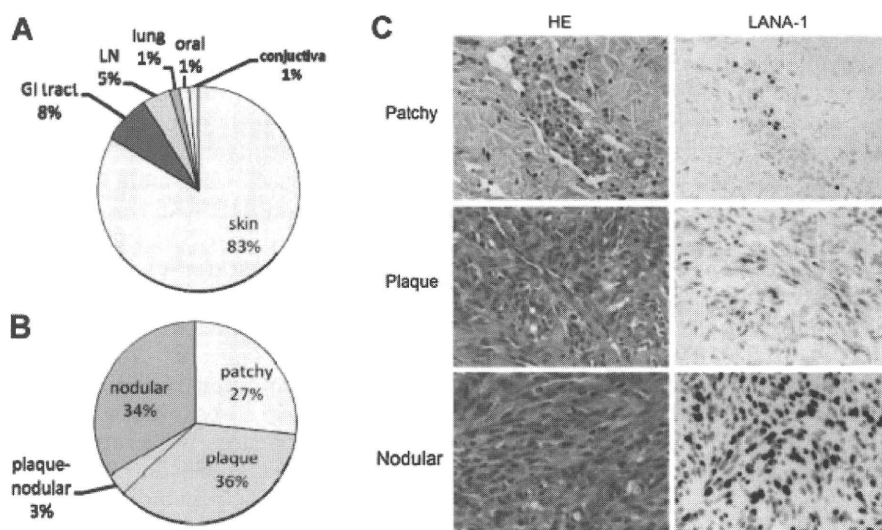 A
lung
1%
oral
1%
conjuctiva
1%
LN
5%
GI tract
8%
skin
83%
B
nodular
34%
patchy
27%
plaque-
nodular
3%
plaque
36%
C
HE
LANA-1
Patchy
Plaque
Nodular